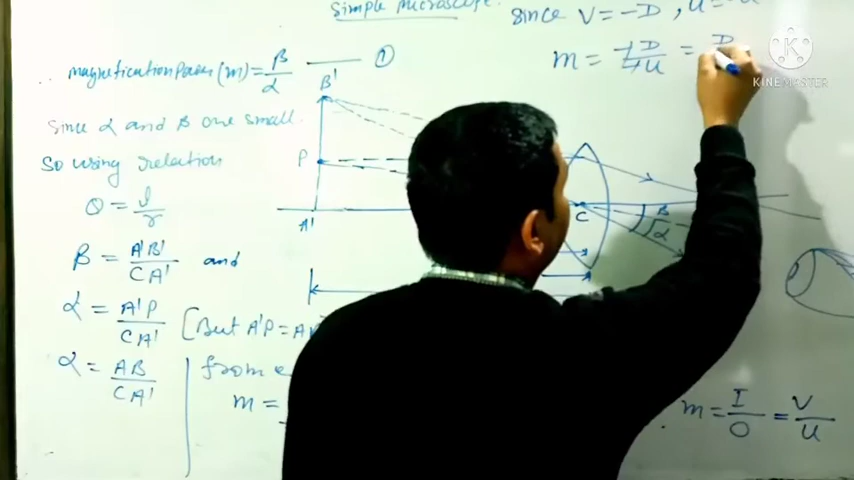 Simple Microscope.
since V = -D, U =
m = -D / -U = D
KINEMASTER
magnification Power (m) = β/α — ①
since α and β are small.
So using relation
θ = l/r
β = A'B'/CA' and
α = A'P/CA' [But A'P = A
α = AB/CA'
from e
m =
B'
P
A'
C
β
α
m = I/O = V/U